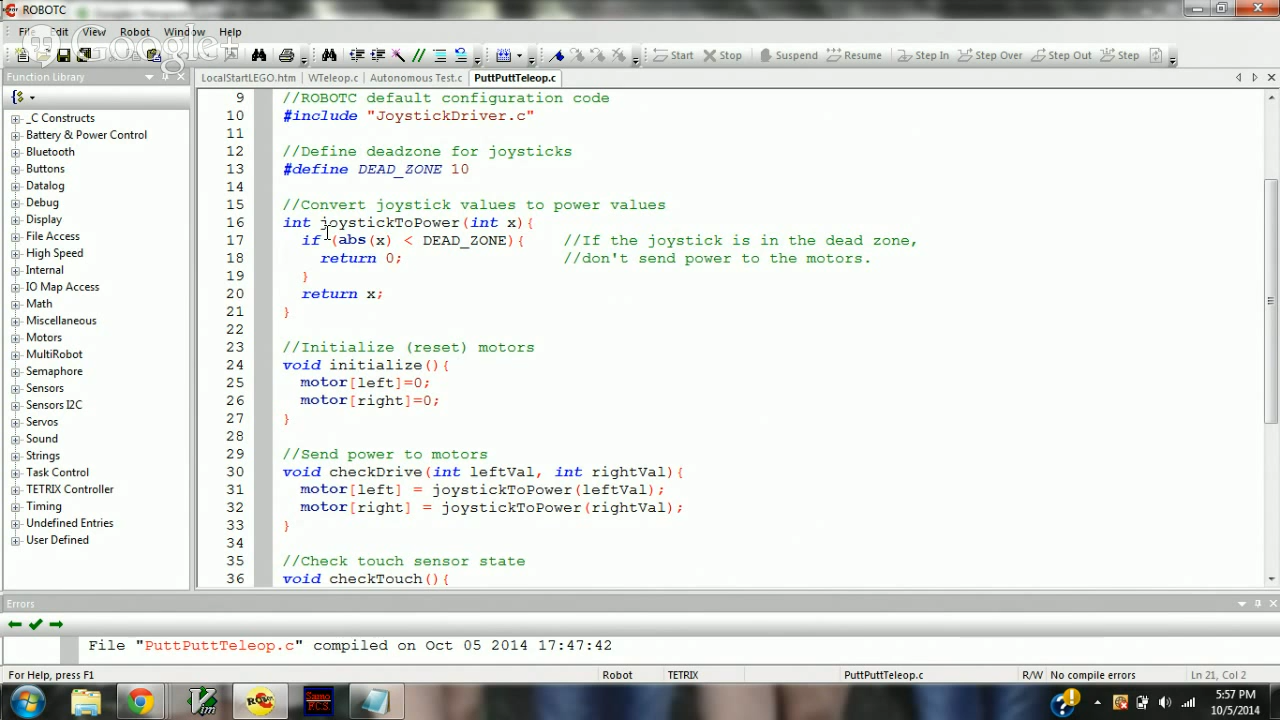 ROBOTC
File Edit View Robot Window Help
Google+
Start Stop Suspend Resume Step In Step Over Step Out Step
Function Library
LocalStartLEGO.htm WTeleop.c Autonomous Test.c PuttPuttTeleop.c
_C Constructs
Battery & Power Control
Bluetooth
Buttons
Datalog
Debug
Display
File Access
High Speed
Internal
IO Map Access
Math
Miscellaneous
Motors
MultiRobot
Semaphore
Sensors
Sensors I2C
Servos
Sound
Strings
Task Control
TETRIX Controller
Timing
Undefined Entries
User Defined
9 //ROBOTC default configuration code
10 #include "JoystickDriver.c"
11
12 //Define deadzone for joysticks
13 #define DEAD_ZONE 10
14
15 //Convert joystick values to power values
16 int joystickToPower(int x){
17 if (abs(x) < DEAD_ZONE){ //If the joystick is in the dead zone,
18 return 0; //don't send power to the motors.
19 }
20 return x;
21 }
22
23 //Initialize (reset) motors
24 void initialize(){
25 motor[left]=0;
26 motor[right]=0;
27 }
28
29 //Send power to motors
30 void checkDrive(int leftVal, int rightVal){
31 motor[left] = joystickToPower(leftVal);
32 motor[right] = joystickToPower(rightVal);
33 }
34
35 //Check touch sensor state
36 void checkTouch(){
Errors
File "PuttPuttTeleop.c" compiled on Oct 05 2014 17:47:42
For Help, press F1 Robot TETRIX PuttPuttTeleop.c R/W No compile errors Ln 21, Col 2
5:57 PM
10/5/2014